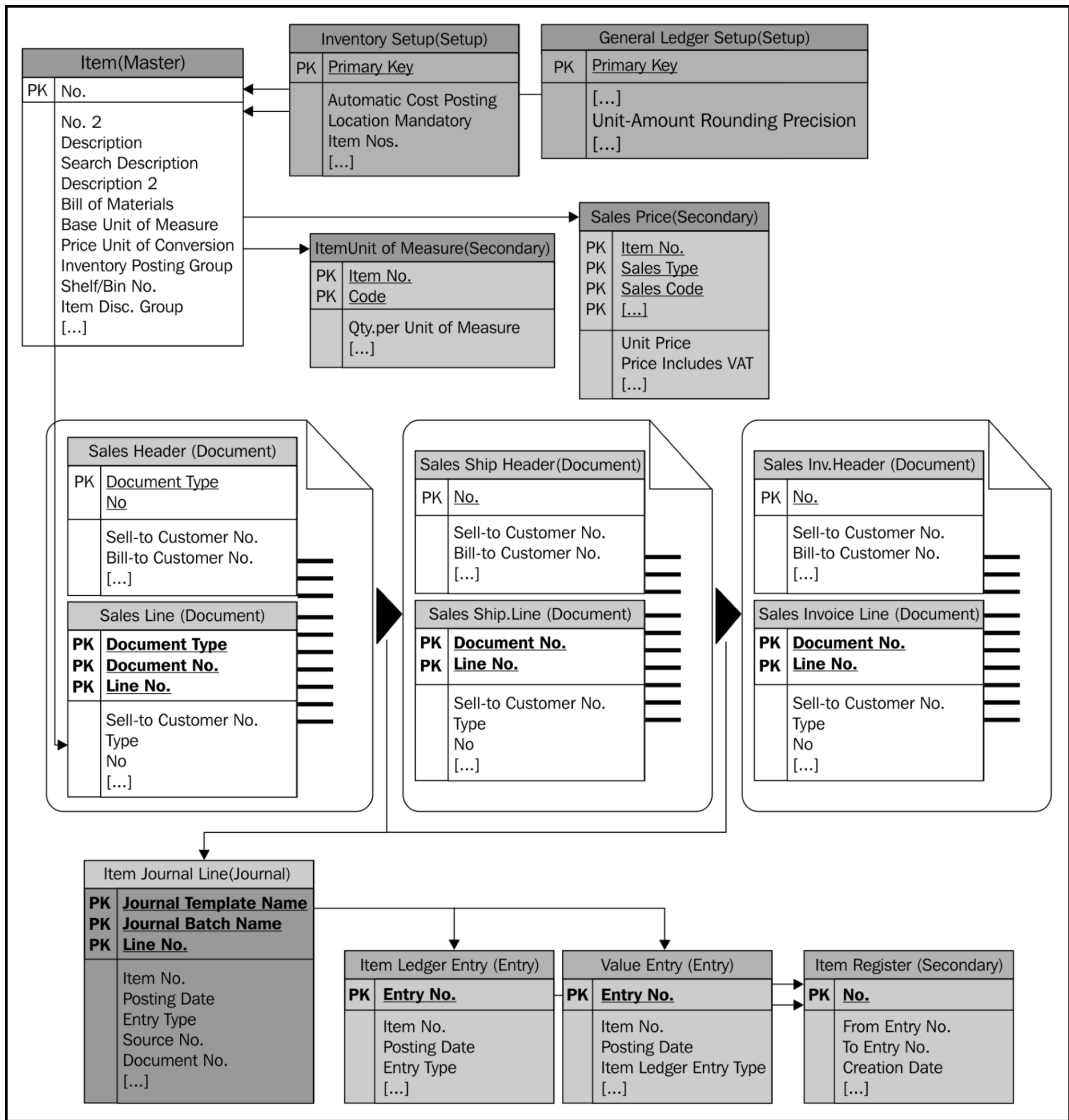 Item(Master)
PK No.
No. 2
Description
Search Description
Description 2
Bill of Materials
Base Unit of Measure
Price Unit of Conversion
Inventory Posting Group
Shelf/Bin No.
Item Disc. Group
[...]
Inventory Setup(Setup)
PK Primary Key
Automatic Cost Posting
Location Mandatory
Item Nos.
[...]
General Ledger Setup(Setup)
PK Primary Key
[...]
Unit-Amount Rounding Precision
[...]
ItemUnit of Measure(Secondary)
PK Item No.
PK Code
Qty.per Unit of Measure
[...]
Sales Price(Secondary)
PK Item No.
PK Sales Type
PK Sales Code
PK [...]
Unit Price
Price Includes VAT
[...]
Sales Header (Document)
PK Document Type
No
Sell-to Customer No.
Bill-to Customer No.
[...]
Sales Line (Document)
PK Document Type
PK Document No.
PK Line No.
Sell-to Customer No.
Type
No
[...]
Sales Ship Header(Document)
PK No.
Sell-to Customer No.
Bill-to Customer No.
[...]
Sales Ship.Line (Document)
PK Document No.
PK Line No.
Sell-to Customer No.
Type
No
[...]
Sales Inv.Header (Document)
PK No.
Sell-to Customer No.
Bill-to Customer No.
[...]
Sales Invoice Line (Document)
PK Document No.
PK Line No.
Sell-to Customer No.
Type
No
[...]
Item Journal Line(Journal)
PK Journal Template Name
PK Journal Batch Name
PK Line No.
Item No.
Posting Date
Entry Type
Source No.
Document No.
[...]
Item Ledger Entry (Entry)
PK Entry No.
Item No.
Posting Date
Entry Type
[...]
Value Entry (Entry)
PK Entry No.
Item No.
Posting Date
Item Ledger Entry Type
[...]
Item Register (Secondary)
PK No.
From Entry No.
To Entry No.
Creation Date
[...]